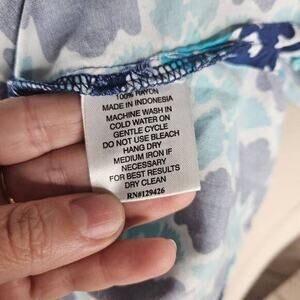 100% RAYON
MADE IN INDONESIA
MACHINE WASH IN
COLD WATER ON
GENTLE CYCLE
DO NOT USE BLEACH
HANG DRY
MEDIUM IRON IF
NECESSARY
FOR BEST RESULTS
DRY CLEAN
RN#129426